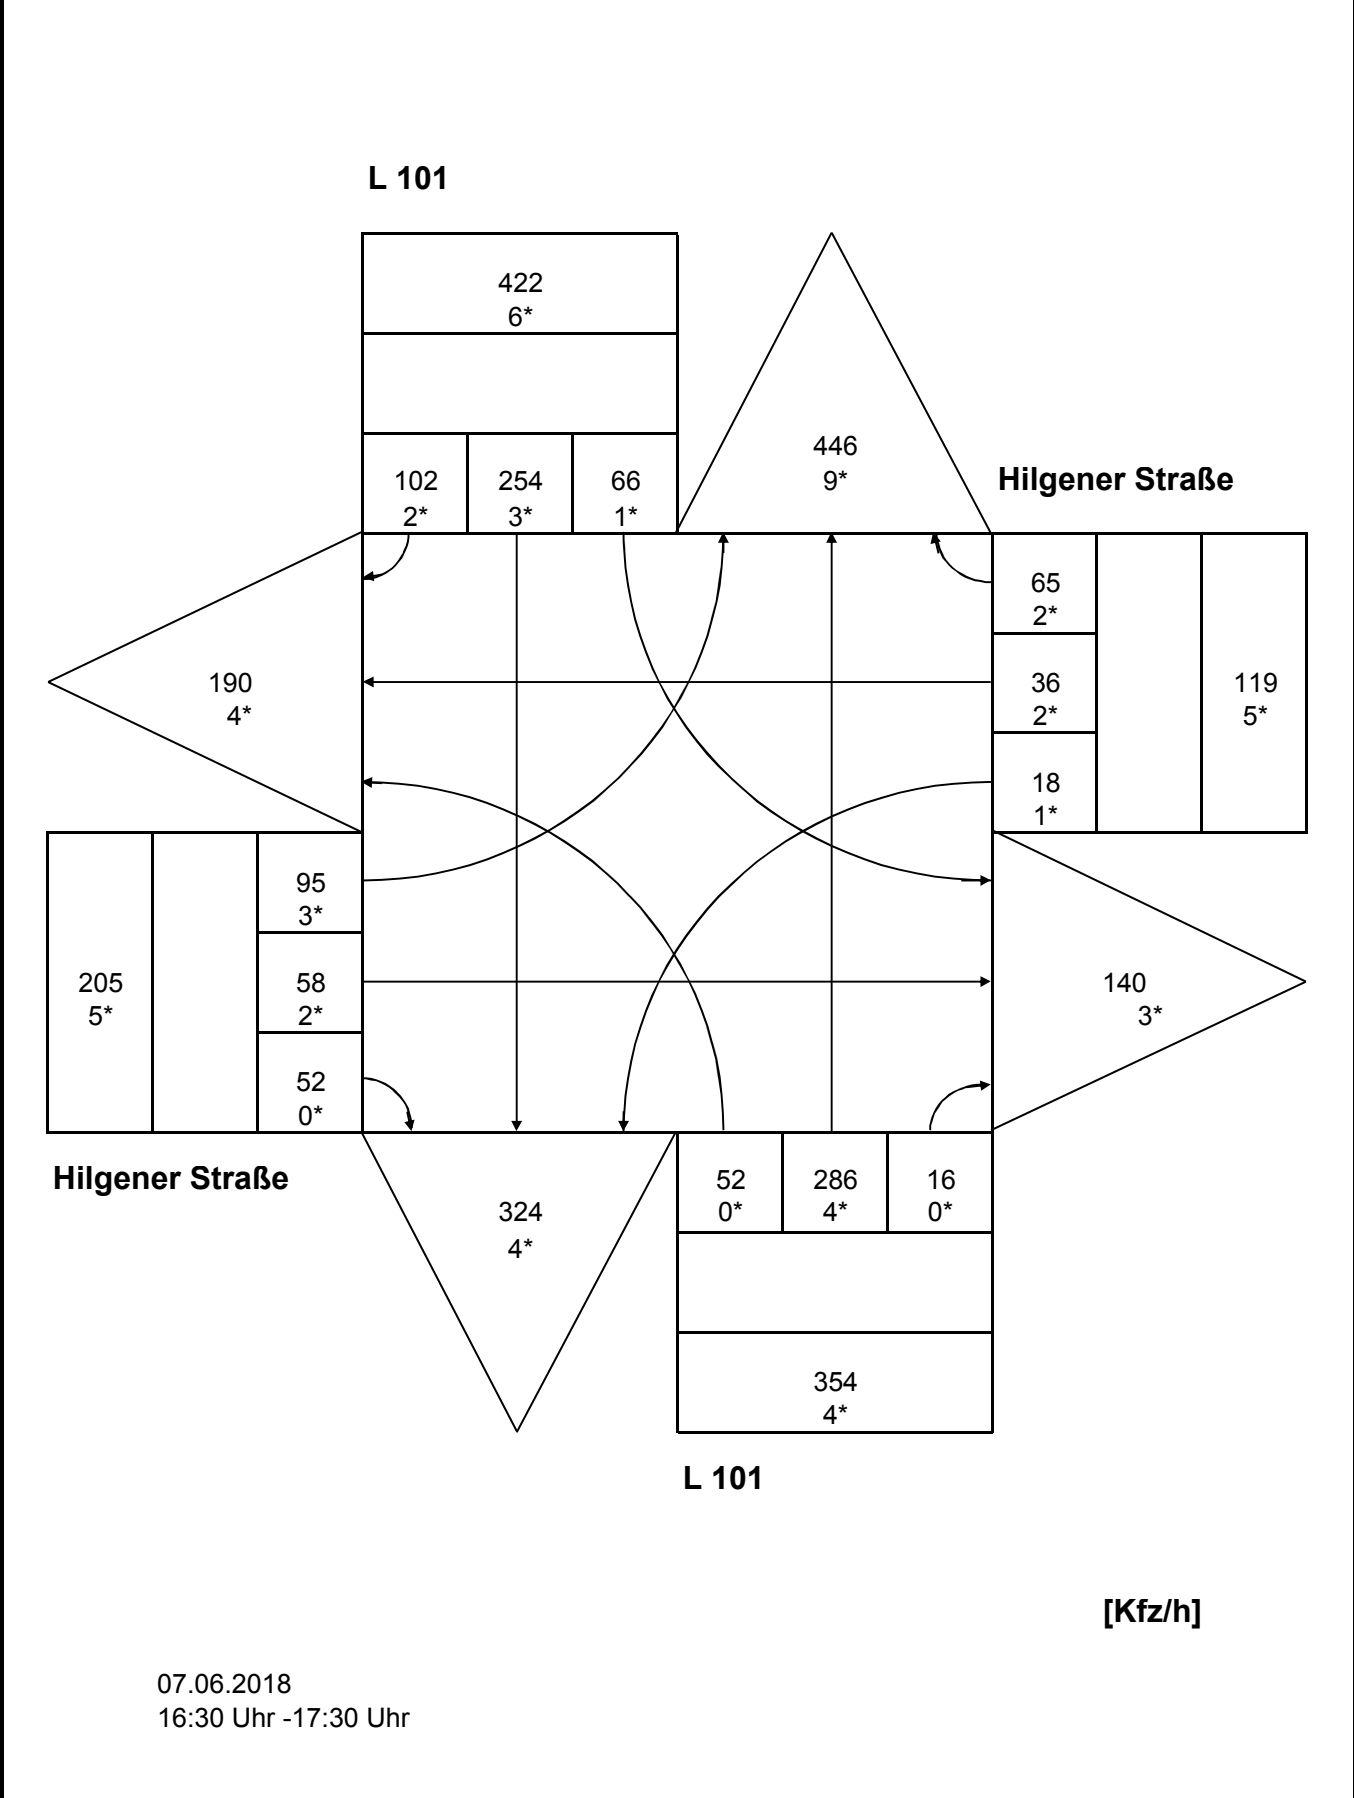 L 101
422
6*
446
9*
102 254 66
2* 3* 1*
Hilgener Straße
65
2*
190
4*
36
2*
119
5*
18
1*
95
3*
205
5*
58
2*
140
3*
52
0*
Hilgener Straße
52 286 16
0* 4* 0*
324
4*
354
4*
L 101
[Kfz/h]
07.06.2018
16:30 Uhr -17:30 Uhr